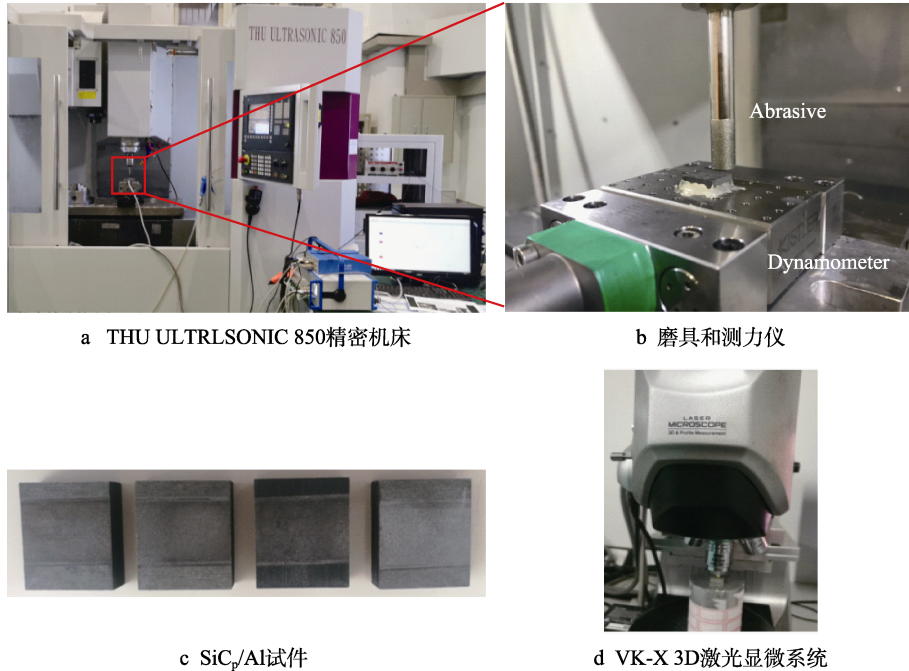 THU ULTRASONIC 850
Abrasive
KISTLER
Dynamometer
a THU ULTRLSONIC 850精密机床
b 磨具和测力仪
LASER
MICROSCOPE
3D & Profile Measurement
c SiCp/Al试件
d VK-X 3D激光显微系统